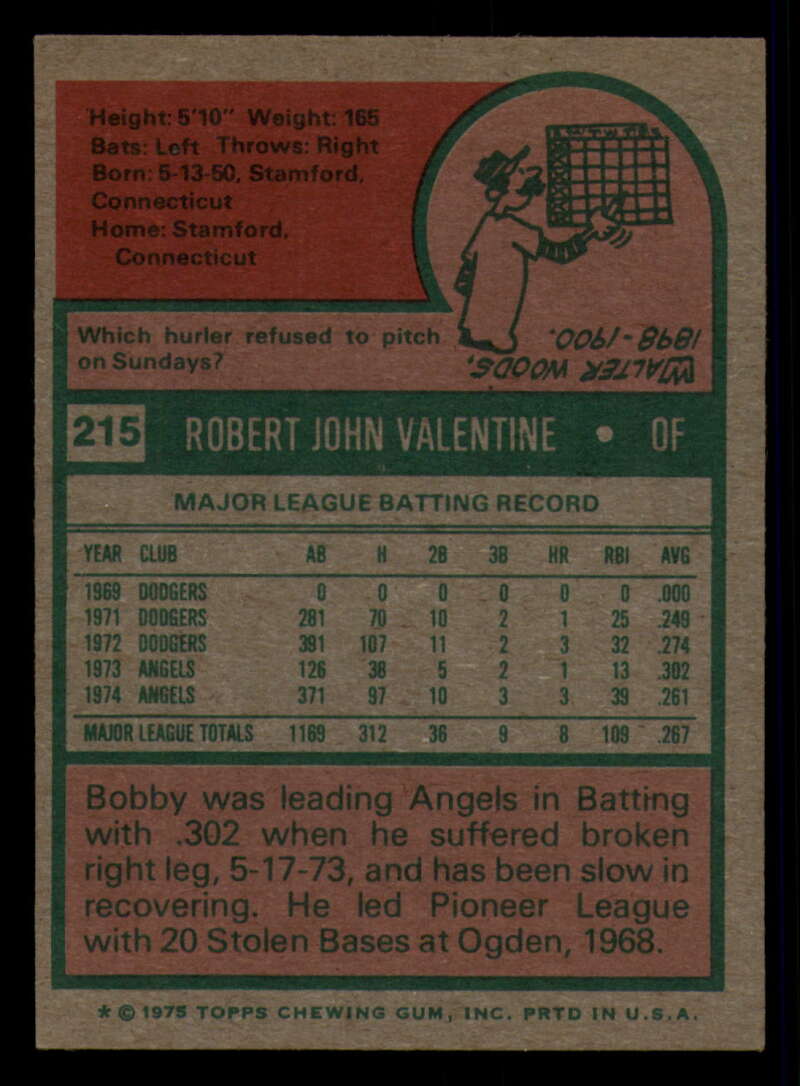 Height: 5'10" Weight: 165
Bats: Left Throws: Right
Born: 5-13-50, Stamford,
Connecticut
Home: Stamford,
Connecticut
Which hurler refused to pitch
on Sundays?
WALTER WOODS,
1898-1900.
215 ROBERT JOHN VALENTINE • OF
MAJOR LEAGUE BATTING RECORD
YEAR CLUB AB H 2B 3B HR RBI AVG
1969 DODGERS 0 0 0 0 0 0 .000
1971 DODGERS 281 70 10 2 1 25 .249
1972 DODGERS 391 107 11 2 3 32 .274
1973 ANGELS 126 38 5 2 1 13 .302
1974 ANGELS 371 97 10 3 3 39 .261
MAJOR LEAGUE TOTALS 1169 312 36 9 8 109 .267
Bobby was leading Angels in Batting
with .302 when he suffered broken
right leg, 5-17-73, and has been slow in
recovering. He led Pioneer League
with 20 Stolen Bases at Ogden, 1968.
* © 1975 TOPPS CHEWING GUM, INC. PRTD IN U.S.A.